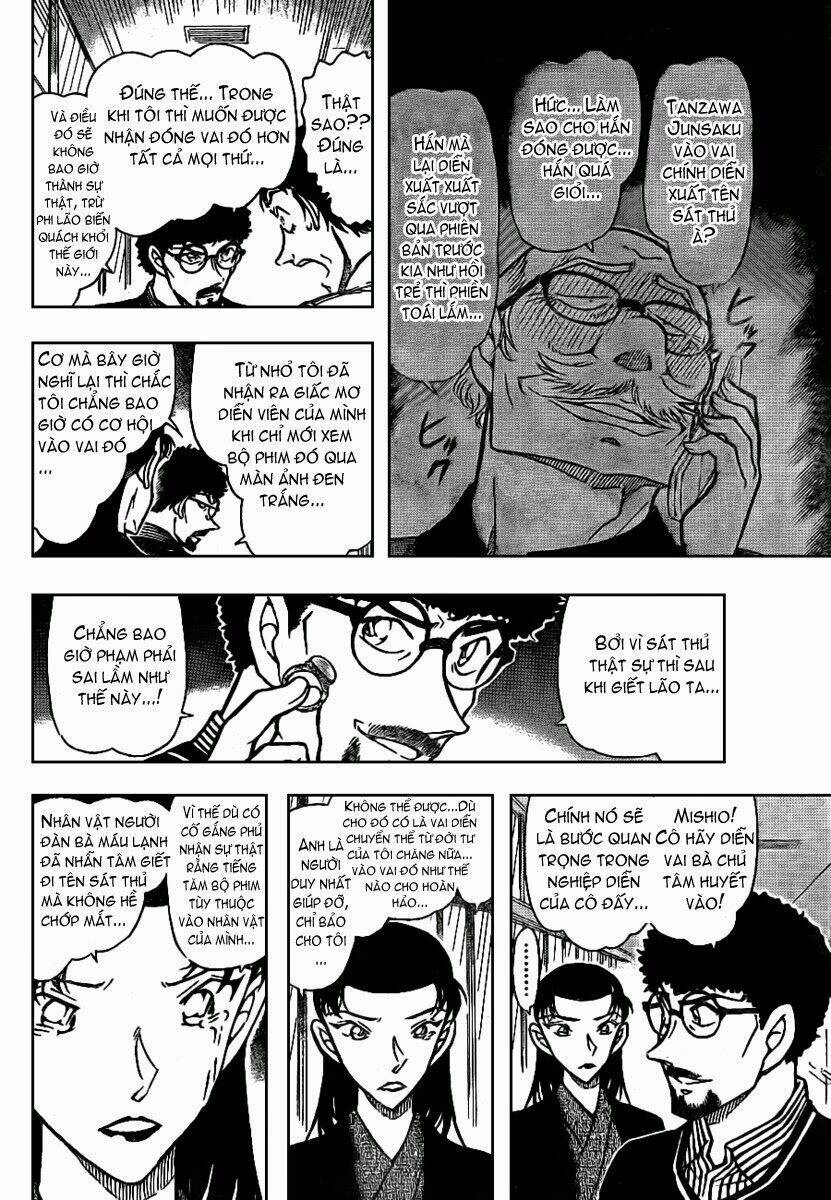 TANZAWA
JUNSAKU
VÀO VAI
CHÍNH DIỄN
XUẤT TÊN
SÁT THỦ
À?
HỨC... LÀM
SAO CHO HẮN
ĐÓNG ĐƯỢC...
HẮN QUÁ
GIỎI...
HẮN MÀ
LẠI DIỄN
XUẤT XUẤT
SẮC VƯỢT
QUA PHIÊN
BẢN TRƯỚC
KIA NHƯ HỒI
TRẺ THÌ PHIỀN
TOÁI LẮM...
ピク
ピク
THẬT
SAO??
ĐÚNG
LÀ...
ĐÚNG THẾ... TRONG
KHI TÔI THÌ MUỐN ĐƯỢC
NHẬN ĐÓNG VAI ĐÓ HƠN
TẤT CẢ MỌI THỨ...
VÀ ĐIỀU
ĐÓ SẼ
KHÔNG
BAO GIỜ
THÀNH SỰ
THẬT, TRỪ
PHI LÃO BIẾN
QUÁCH KHỎI
THẾ GIỚI
NÀY...
TỪ NHỎ TÔI ĐÃ
NHẬN RA GIẤC MƠ
DIỄN VIÊN CỦA MÌNH
KHI CHỈ MỚI XEM
BỘ PHIM ĐÓ QUA
MÀN ẢNH ĐEN
TRẮNG...
CƠ MÀ BÂY GIỜ
NGHĨ LẠI THÌ CHẮC
TÔI CHẲNG BAO
GIỜ CÓ CƠ HỘI
VÀO VAI ĐÓ
...
BỞI VÌ SÁT THỦ
THẬT SỰ THÌ SAU
KHI GIẾT LÃO TA...
CHẲNG BAO
GIỜ PHẠM PHẢI
SAI LẦM NHƯ
THẾ NÀY...!
MISHIO!
CÔ HÃY DIỄN
VAI BÀ CHỦ
TÂM HUYẾT
VÀO!
CHÍNH NÓ SẼ
LÀ BƯỚC QUAN
TRỌNG TRONG
NGHIỆP DIỄN
CỦA CÔ ĐẤY...
........
KHÔNG THỂ ĐƯỢC...DÙ
CHO ĐÓ CÓ LÀ VAI DIỄN
CHUYỂN THỂ TỪ ĐỜI TƯ
CỦA TÔI CHĂNG NỮA...
VAI ĐÓ NHƯ THẾ
NÀO CHO HOÀN
HẢO...
ANH LÀ
NGƯỜI
DUY NHẤT
GIÚP ĐỠ,
CHỈ BẢO
CHO TÔI
...
VÌ THẾ DÙ CÓ
CỐ GẮNG PHỦ
NHẬN SỰ THẬT
RẰNG TIẾNG
TĂM BỘ PHIM
TÙY THUỘC
VÀO NHÂN VẬT
CỦA MÌNH...
NHÂN VẬT NGƯỜI
ĐÀN BÀ MÁU LẠNH
ĐÃ NHẪN TÂM GIẾT
ĐI TÊN SÁT THỦ
MÀ KHÔNG HỀ
CHỚP MẮT...